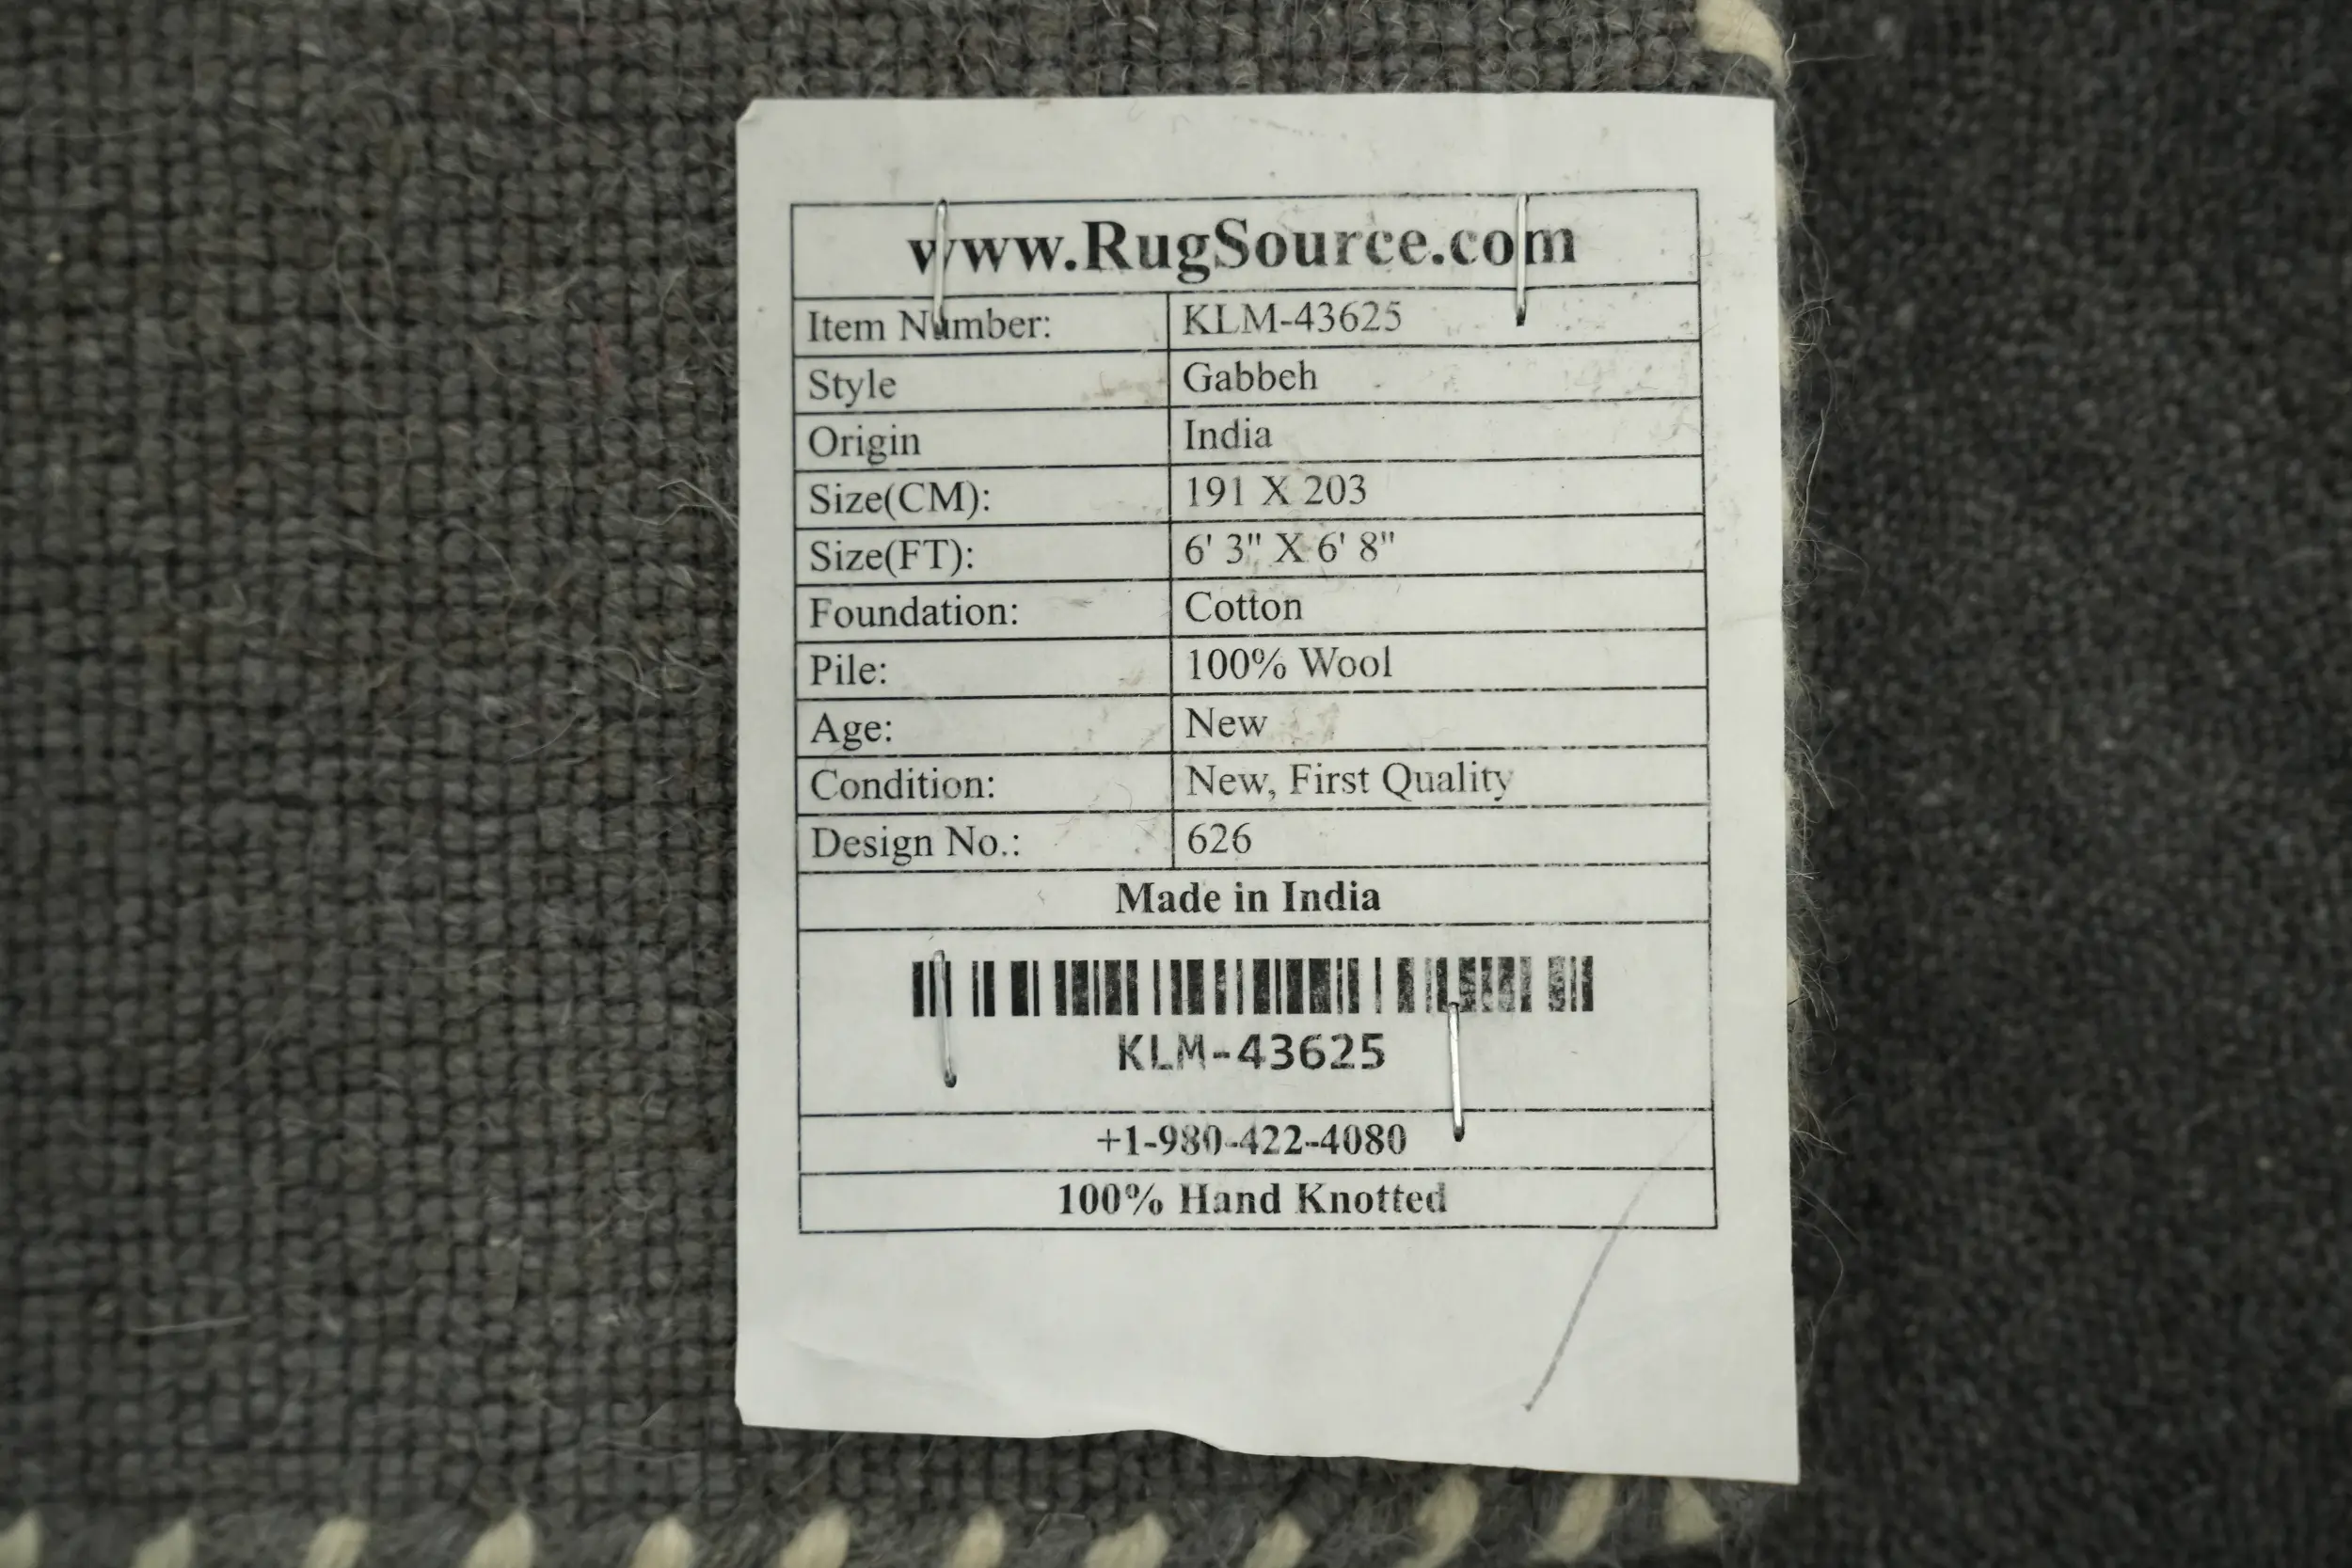 www.RugSource.com
Item Number: KLM-43625
Style Gabbeh
Origin India
Size(CM): 191 X 203
Size(FT): 6' 3" X 6' 8"
Foundation: Cotton
Pile: 100% Wool
Age: New
Condition: New, First Quality
Design No.: 626
Made in India
KLM-43625
+1-980-422-4080
100% Hand Knotted